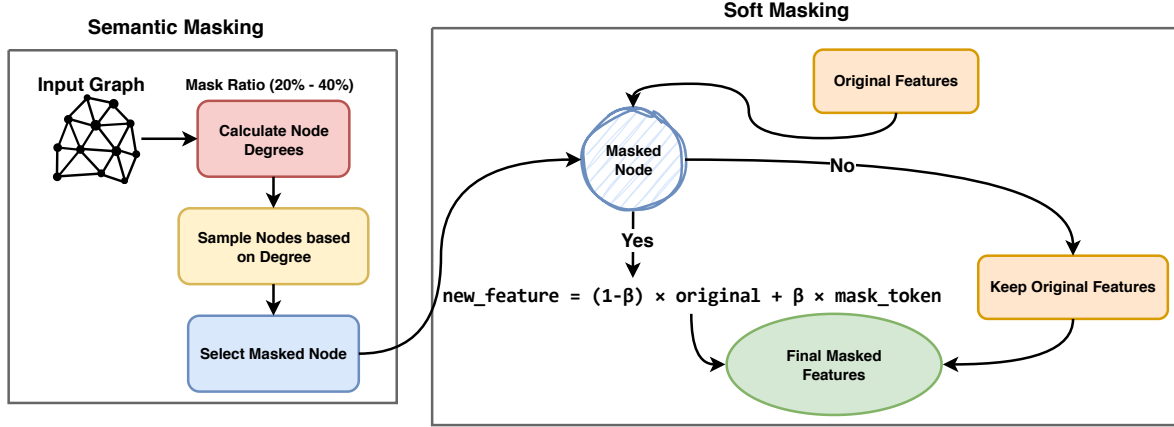 Semantic Masking
Input Graph
Mask Ratio (20% - 40%)
Calculate Node
Degrees
Sample Nodes based
on Degree
Select Masked Node
Soft Masking
Original Features
Masked
Node
No
Yes
new_feature = (1-β) × original + β × mask_token
Keep Original Features
Final Masked
Features